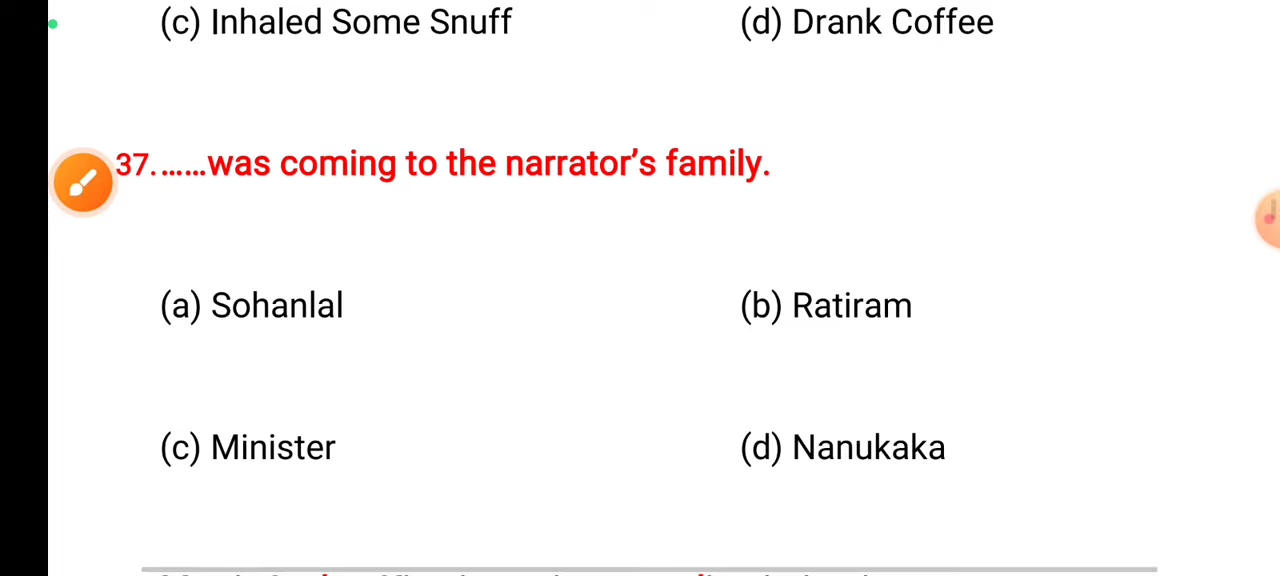 (c) Inhaled Some Snuff (d) Drank Coffee
37.……was coming to the narrator’s family.
(a) Sohanlal (b) Ratiram
(c) Minister (d) Nanukaka